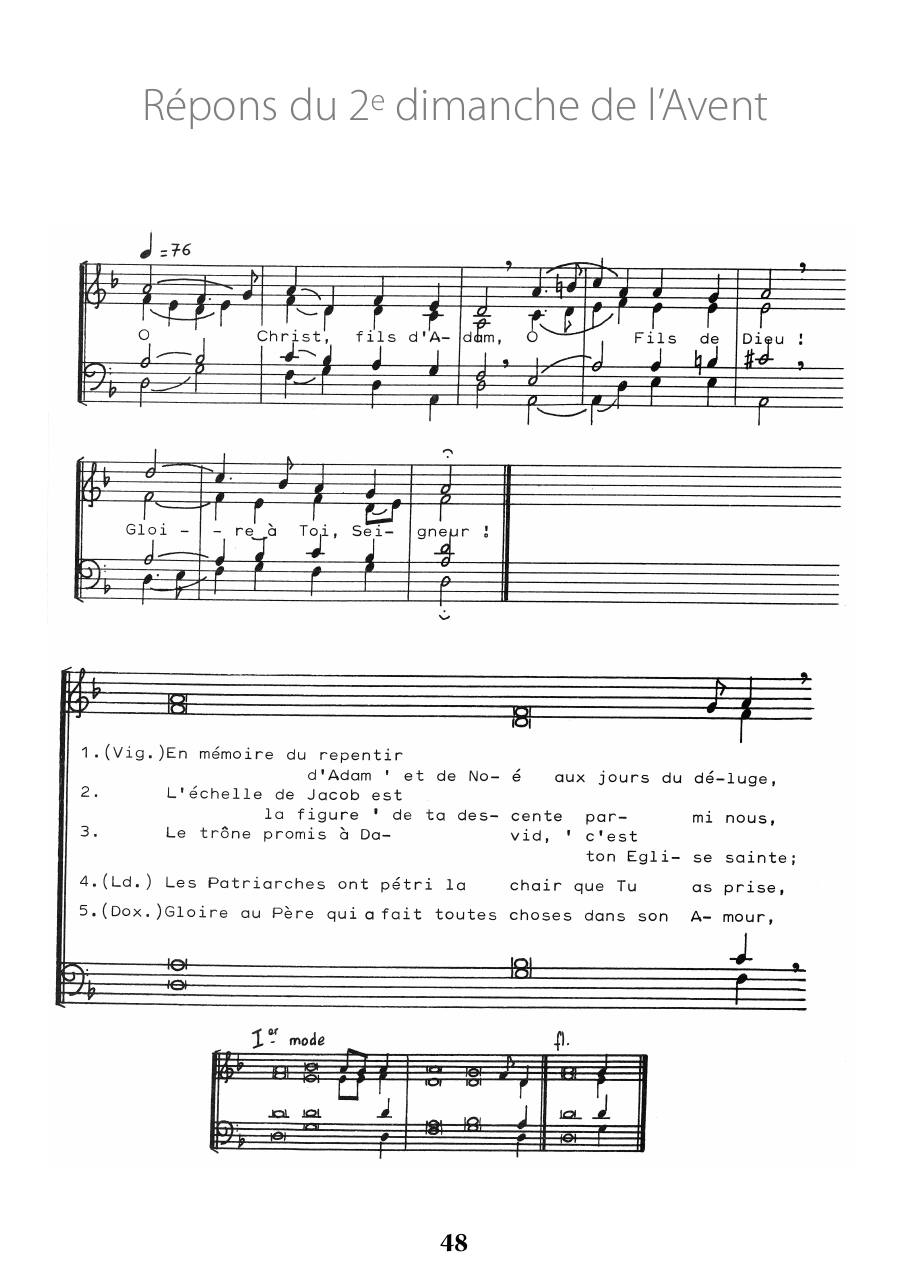 Répons du 2e dimanche de l'Avent
= 76
O Christ, fils d'A- dam, O Fils de Dieu !
Gloi - - re à Toi, Sei- gneur !
1.(Vig.)En mémoire du repentir
d'Adam ' et de No- é aux jours du dé-luge,
2. L'échelle de Jacob est
la figure ' de ta des- cente par- mi nous,
3. Le trône promis à Da- vid, ' c'est
ton Egli- se sainte;
4.(Ld.) Les Patriarches ont pétri la chair que Tu as prise,
5.(Dox.)Gloire au Père qui a fait toutes choses dans son A- mour,
Ier mode fl.
48